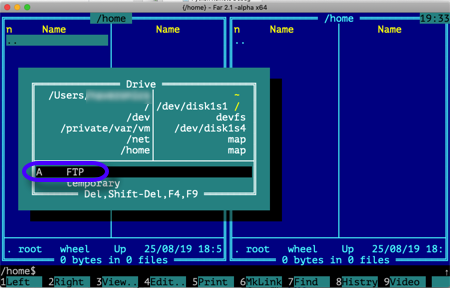 (/home) - Far 2.1 -alpha x64
/home
/home
19:33
n Name Name
n Name Name
..
..
Drive
/Users/
~
/ /dev/disk1s1 /
/dev devfs
/private/var/vm /dev/disk1s4
/net map
/home map
A FTP
temporary
Del,Shift-Del,F4,F9
.. root wheel Up 25/08/19 18:5
.. root wheel Up 25/08/19 18:
0 bytes in 0 files
0 bytes in 0 files
/home$ ↑
1Left 2Right 3View.. 4Edit.. 5Print 6MkLink 7Find 8Histry 9Video